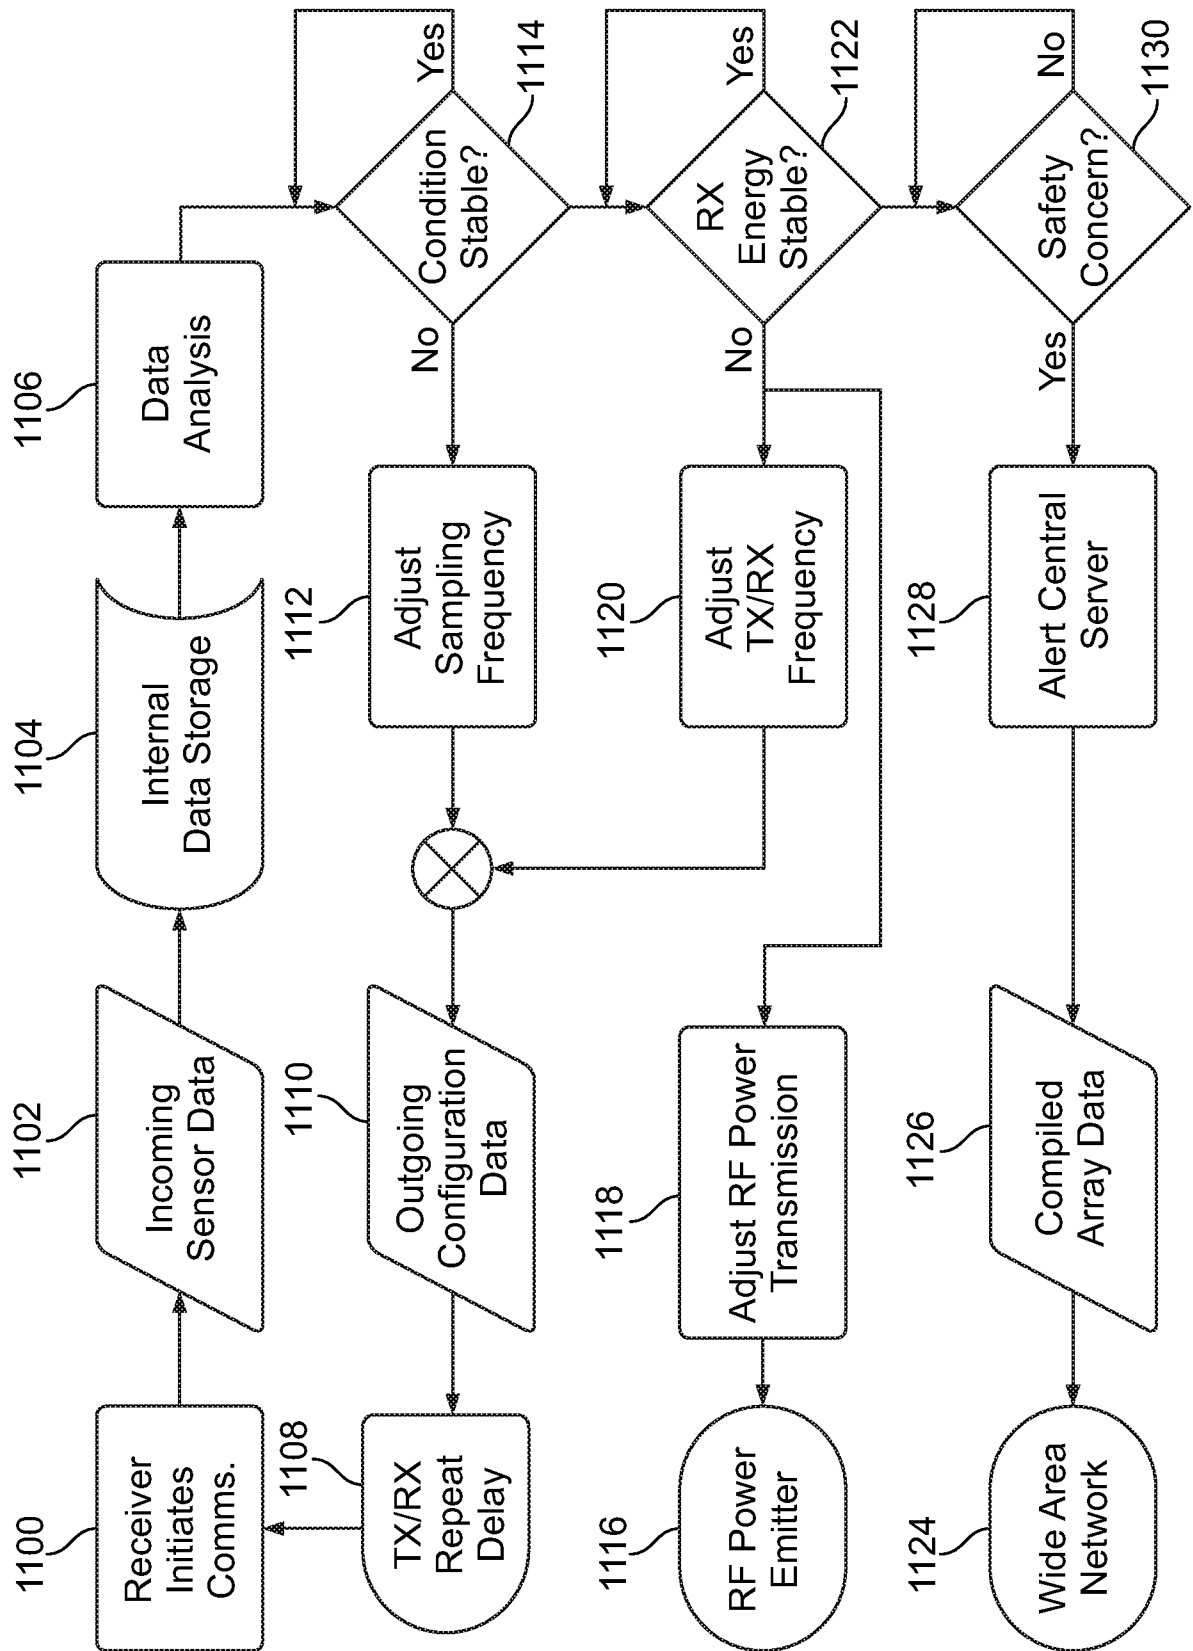 1100
Receiver
Initiates
Comms.
1102
Incoming
Sensor Data
1104
Internal
Data Storage
1106
Data
Analysis
1108
TX/RX
Repeat
Delay
1110
Outgoing
Configuration
Data
1112
Adjust
Sampling
Frequency
No
Condition
Stable?
Yes
1114
1116
RF Power
Emitter
1118
Adjust RF Power
Transmission
1120
Adjust
TX/RX
Frequency
No
RX
Energy
Stable?
Yes
1122
1124
Wide Area
Network
1126
Compiled
Array Data
1128
Alert Central
Server
Yes
Safety
Concern?
No
1130